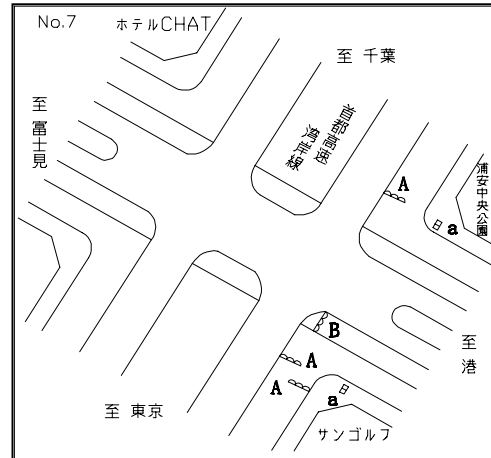 No.7
ホテルCHAT
至 千葉
至 富士見
首都高速
湾岸線
浦安中央公園
A
a
B
至 港
A
A
a
至 東京
サンゴルフ